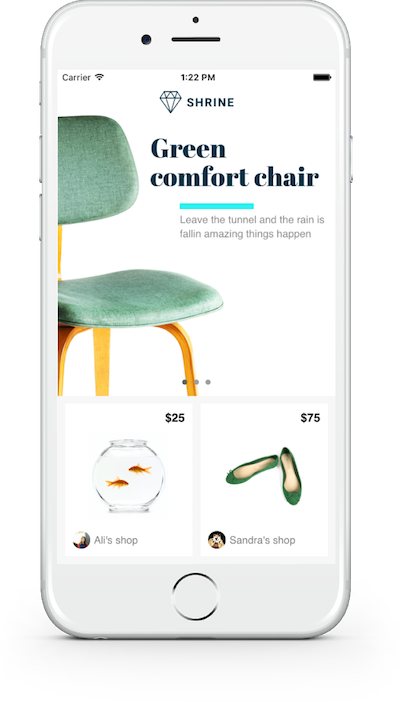 Carrier 1:22 PM
SHRINE
Green
comfort chair
Leave the tunnel and the rain is
fallin amazing things happen
$25 $75
Ali's shop Sandra's shop